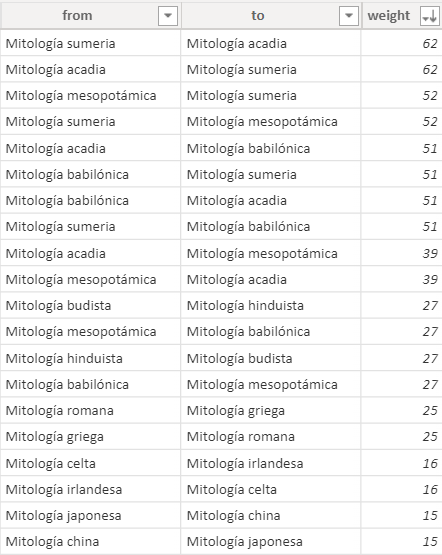 from to weight
Mitología sumeria Mitología acadia 62
Mitología acadia Mitología sumeria 62
Mitología mesopotámica Mitología sumeria 52
Mitología sumeria Mitología mesopotámica 52
Mitología acadia Mitología babilónica 51
Mitología babilónica Mitología sumeria 51
Mitología babilónica Mitología acadia 51
Mitología sumeria Mitología babilónica 51
Mitología acadia Mitología mesopotámica 39
Mitología mesopotámica Mitología acadia 39
Mitología budista Mitología hinduista 27
Mitología mesopotámica Mitología babilónica 27
Mitología hinduista Mitología budista 27
Mitología babilónica Mitología mesopotámica 27
Mitología romana Mitología griega 25
Mitología griega Mitología romana 25
Mitología celta Mitología irlandesa 16
Mitología irlandesa Mitología celta 16
Mitología japonesa Mitología china 15
Mitología china Mitología japonesa 15